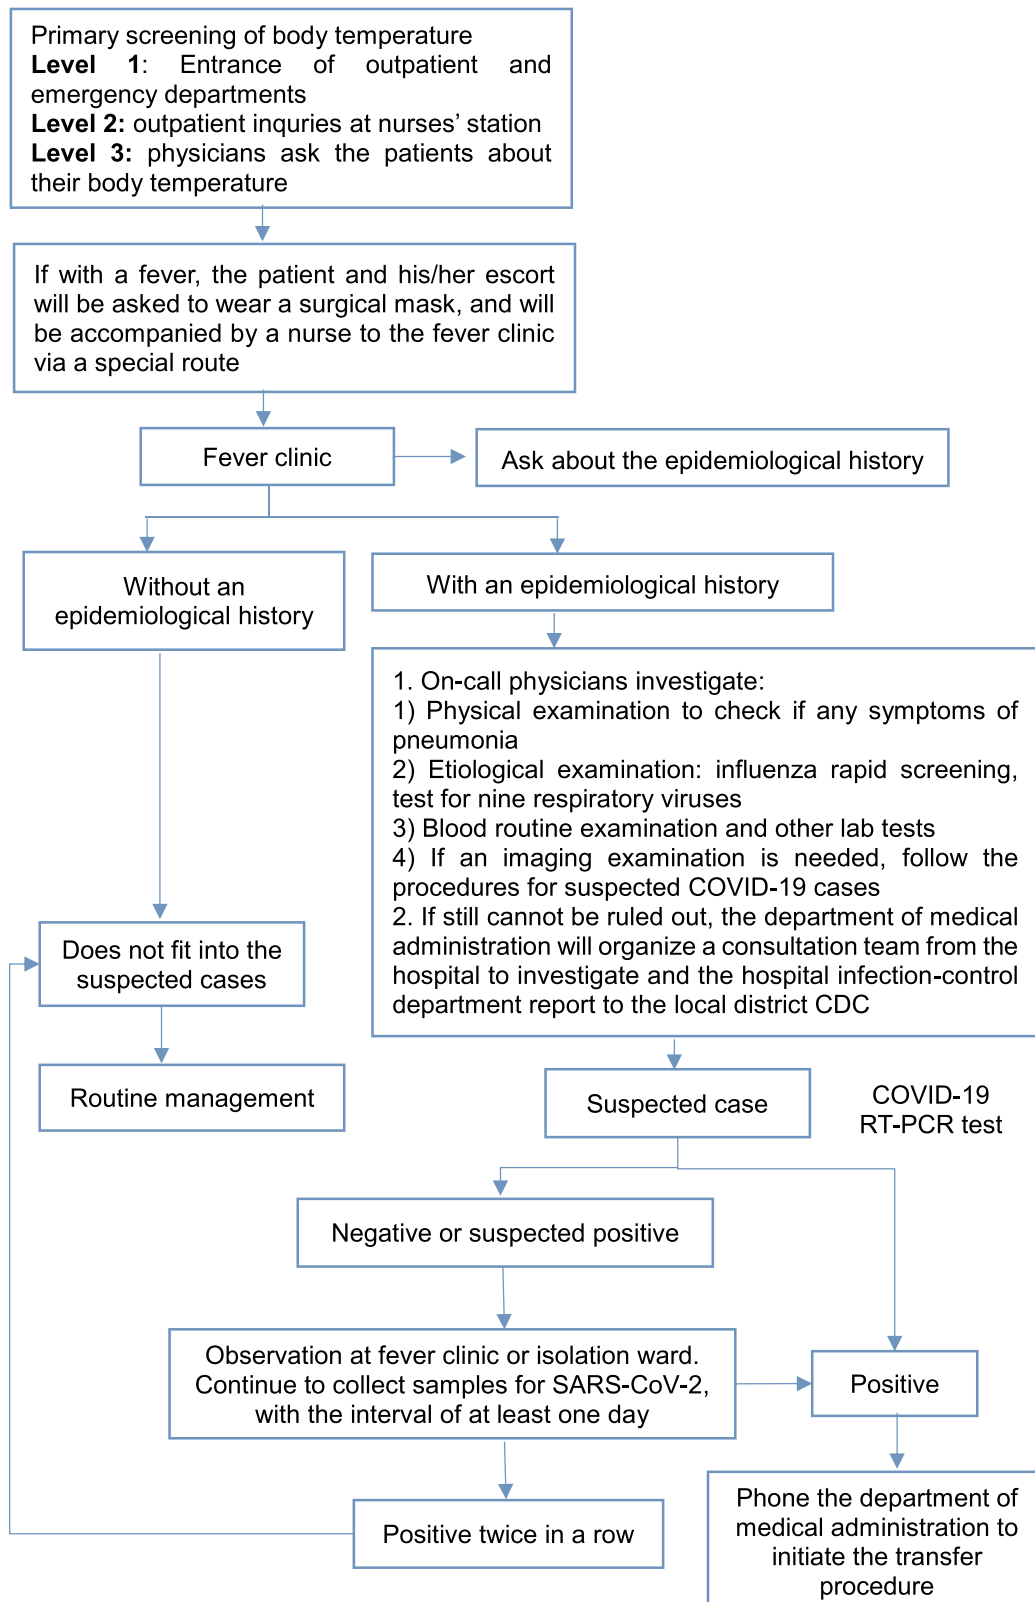 Primary screening of body temperature
Level 1: Entrance of outpatient and
emergency departments
Level 2: outpatient inquries at nurses’ station
Level 3: physicians ask the patients about
their body temperature
If with a fever, the patient and his/her escort
will be asked to wear a surgical mask, and will
be accompanied by a nurse to the fever clinic
via a special route
Fever clinic
Ask about the epidemiological history
Without an
epidemiological history
With an epidemiological history
1. On-call physicians investigate:
1) Physical examination to check if any symptoms of
pneumonia
2) Etiological examination: influenza rapid screening,
test for nine respiratory viruses
3) Blood routine examination and other lab tests
4) If an imaging examination is needed, follow the
procedures for suspected COVID-19 cases
2. If still cannot be ruled out, the department of medical
administration will organize a consultation team from the
hospital to investigate and the hospital infection-control
department report to the local district CDC
Does not fit into the
suspected cases
Routine management
Suspected case
COVID-19
RT-PCR test
Negative or suspected positive
Observation at fever clinic or isolation ward.
Continue to collect samples for SARS-CoV-2,
with the interval of at least one day
Positive
Positive twice in a row
Phone the department of
medical administration to
initiate the transfer
procedure